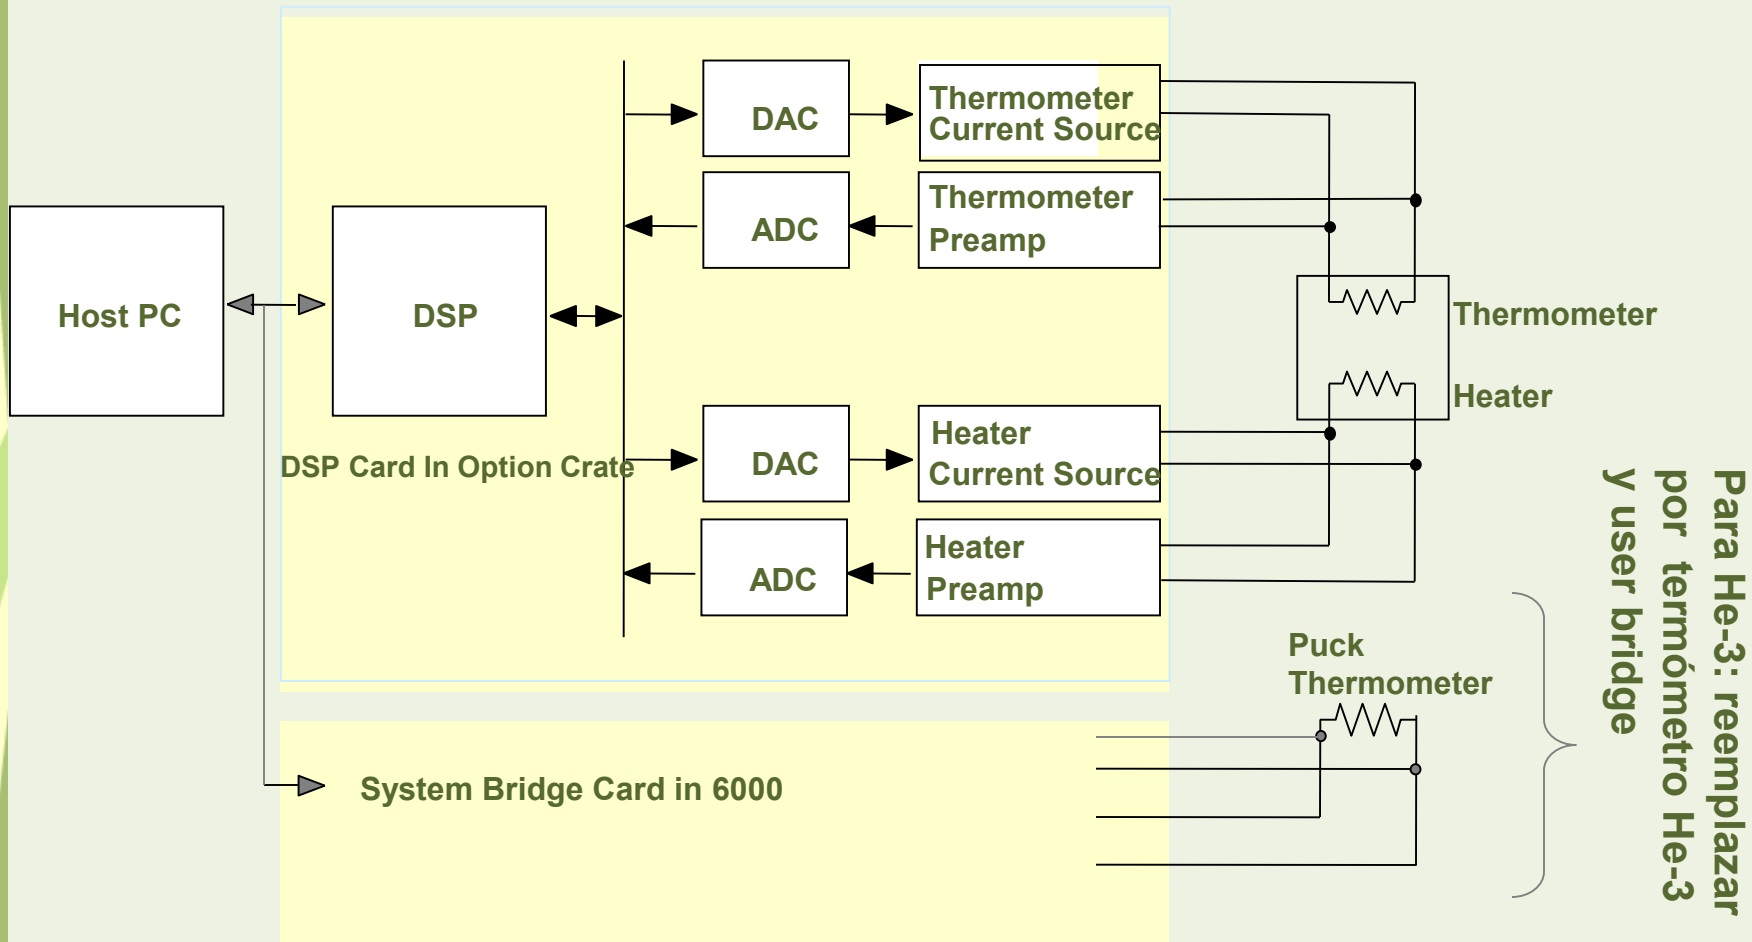 DAC
Thermometer
Current Source
ADC
Thermometer
Preamp
Host PC
DSP
Thermometer
Heater
DSP Card In Option Crate
DAC
Heater
Current Source
ADC
Heater
Preamp
Puck
Thermometer
System Bridge Card in 6000
Para He-3: reemplazar
por termómetro He-3
y user bridge